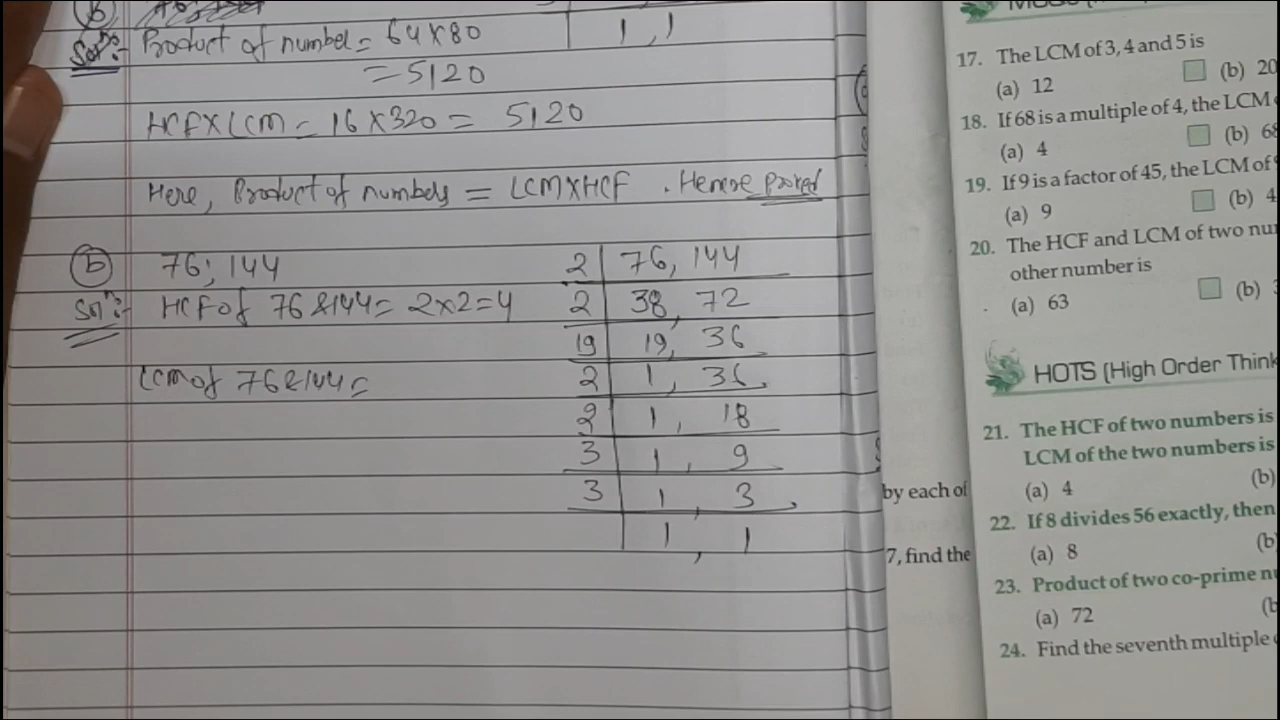 (b)
Solⁿ:- Product of number = 64×80
1, 1
= 5120
HCF×LCM = 16×320 = 5120
Here, Product of numbers = LCM×HCF . Hence proved
(b) 76, 144
2 | 76, 144
Solⁿ:- HCF of 76 & 144 = 2×2=4
2 | 38, 72
19 | 19, 36
LCM of 76 & 144 =
2 | 1, 36
2 | 1, 18
3 | 1, 9
3 | 1, 3
1, 1
by each of
7, find the
17. The LCM of 3, 4 and 5 is
(a) 12 (b) 20
18. If 68 is a multiple of 4, the LCM
(a) 4 (b) 68
19. If 9 is a factor of 45, the LCM of
(a) 9 (b) 4
20. The HCF and LCM of two
other number is
(a) 63 (b)
HOTS (High Order Think
21. The HCF of two numbers is
LCM of the two numbers is
(a) 4 (b)
22. If 8 divides 56 exactly, then
(a) 8 (b
23. Product of two co-prime
(a) 72 (b
24. Find the seventh multiple